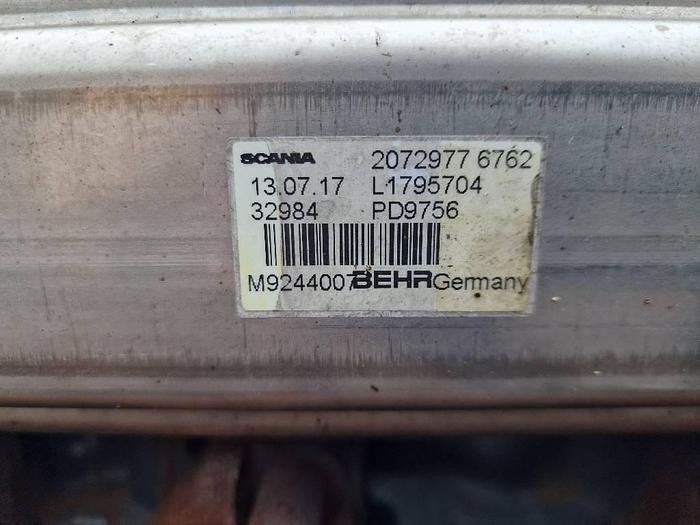 SCANIA 2072977 6762
13.07.17 L1795704
32984 PD9756
M9244007 BEHR Germany